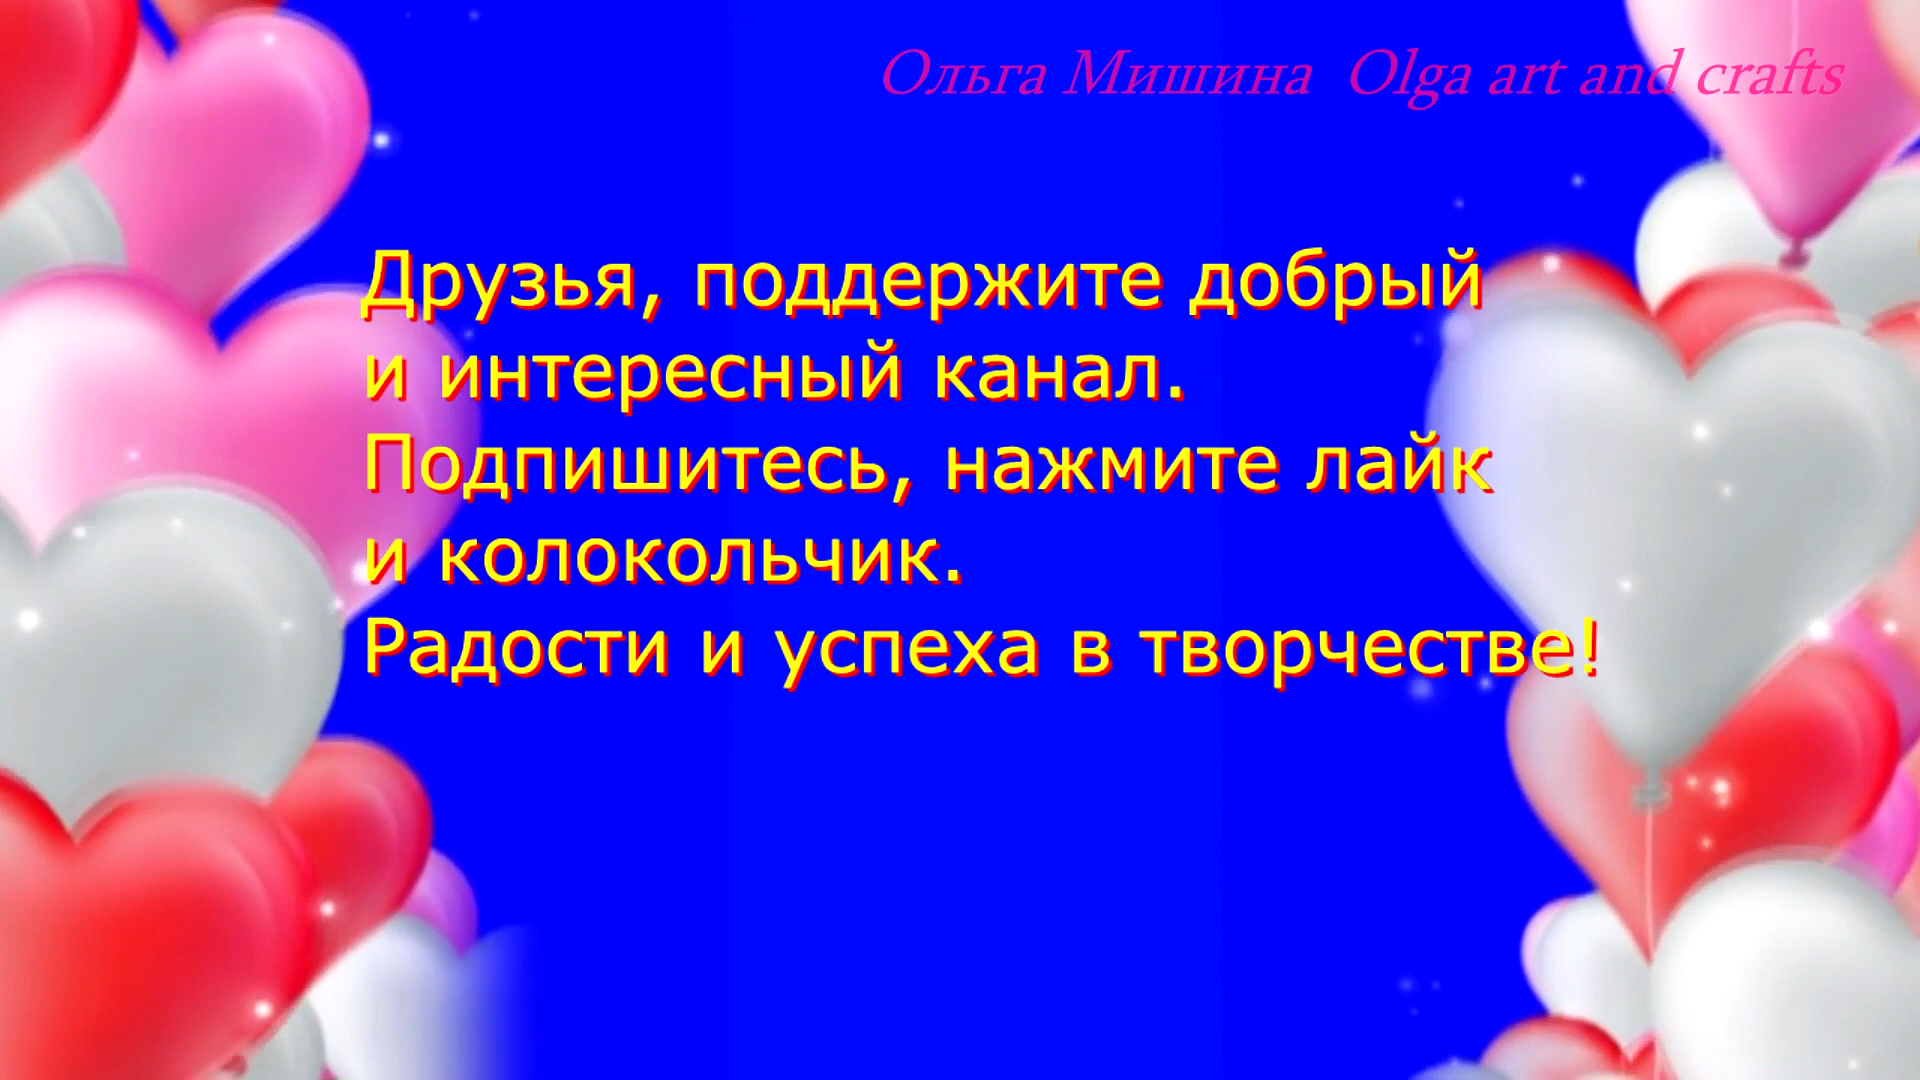 Ольга Мишина Olga art and crafts
Друзья, поддержите добрый
и интересный канал.
Подпишитесь, нажмите лайк
и колокольчик.
Радости и успеха в творчестве!